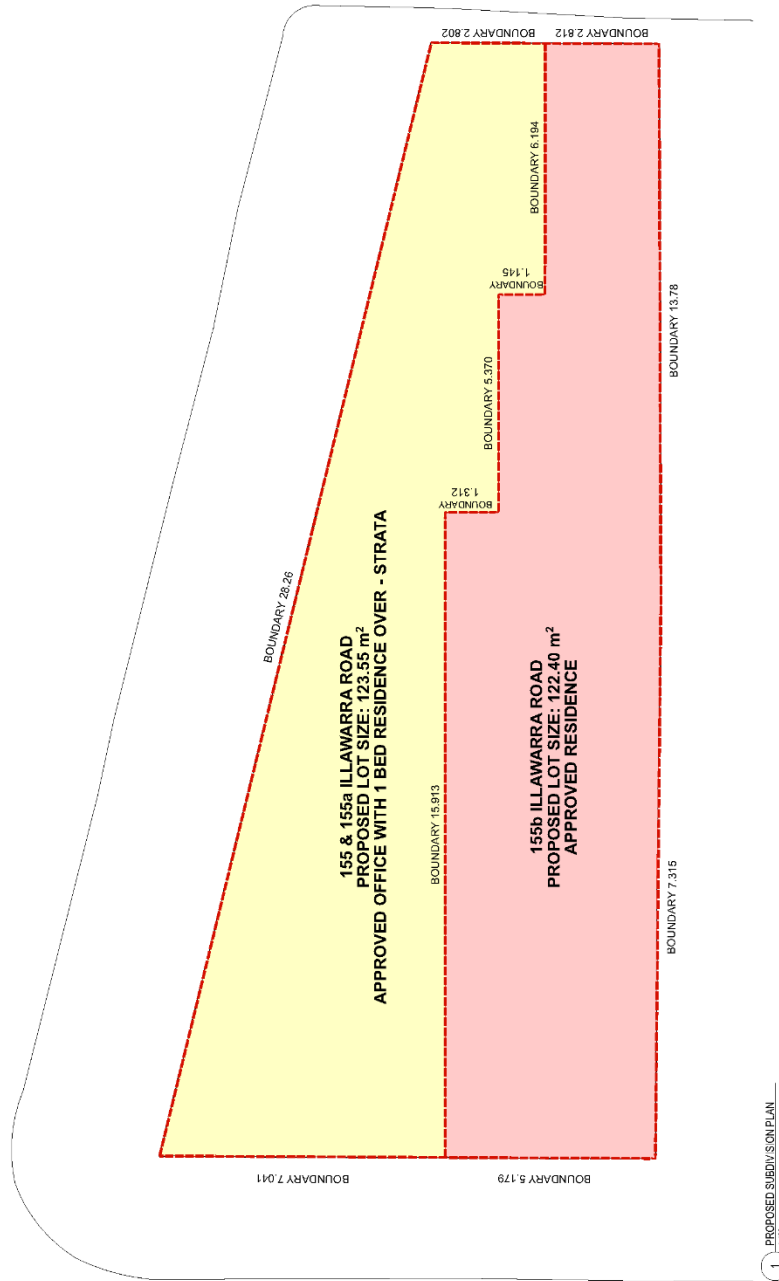 BOUNDARY 2.802
BOUNDARY 2.812
BOUNDARY 6.194
BOUNDARY
1.145
BOUNDARY 13.78
BOUNDARY 5.370
BOUNDARY
1.312
BOUNDARY 28.26
155 & 155a ILLAWARRA ROAD
PROPOSED LOT SIZE: 123.55 m²
APPROVED OFFICE WITH 1 BED RESIDENCE OVER - STRATA
BOUNDARY 15.913
155b ILLAWARRA ROAD
PROPOSED LOT SIZE: 122.40 m²
APPROVED RESIDENCE
BOUNDARY 7.315
BOUNDARY 7.041
BOUNDARY 5.179
1 PROPOSED SUBDIVISION PLAN